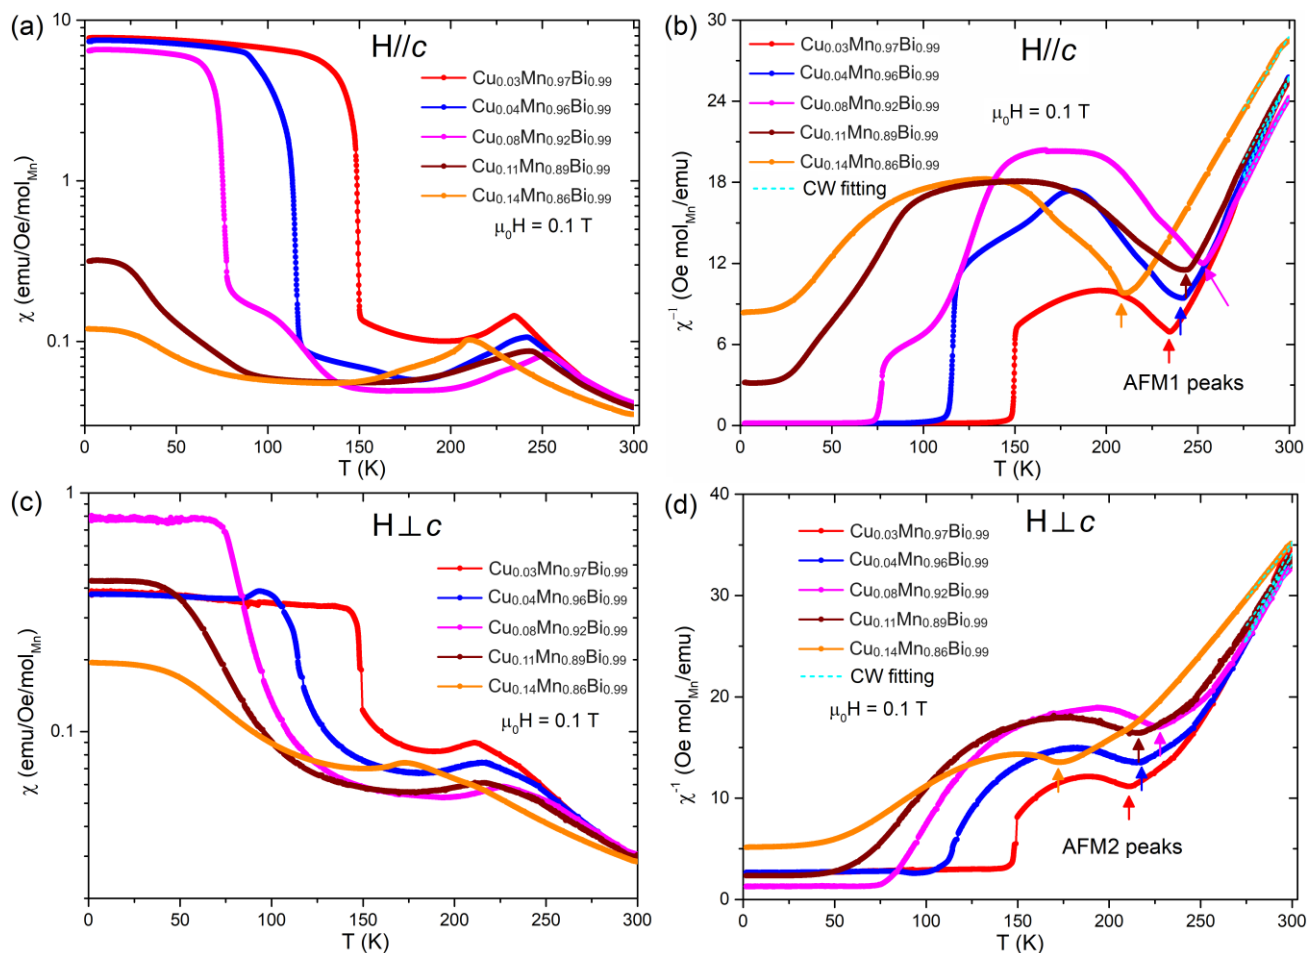 (a)
H//c
χ (emu/Oe/mol_Mn)
10
1
0.1
Cu0.03Mn0.97Bi0.99
Cu0.04Mn0.96Bi0.99
Cu0.08Mn0.92Bi0.99
Cu0.11Mn0.89Bi0.99
Cu0.14Mn0.86Bi0.99
μ0H = 0.1 T
0 50 100 150 200 250 300
T (K)
(b)
H//c
χ⁻¹ (Oe mol_Mn/emu)
30
24
18
12
6
0
Cu0.03Mn0.97Bi0.99
Cu0.04Mn0.96Bi0.99
Cu0.08Mn0.92Bi0.99
Cu0.11Mn0.89Bi0.99
Cu0.14Mn0.86Bi0.99
CW fitting
μ0H = 0.1 T
AFM1 peaks
0 50 100 150 200 250 300
T (K)
(c)
H⊥c
χ (emu/Oe/mol_Mn)
1
0.1
Cu0.03Mn0.97Bi0.99
Cu0.04Mn0.96Bi0.99
Cu0.08Mn0.92Bi0.99
Cu0.11Mn0.89Bi0.99
Cu0.14Mn0.86Bi0.99
μ0H = 0.1 T
0 50 100 150 200 250 300
T (K)
(d)
H⊥c
χ⁻¹ (Oe mol_Mn/emu)
40
30
20
10
0
Cu0.03Mn0.97Bi0.99
Cu0.04Mn0.96Bi0.99
Cu0.08Mn0.92Bi0.99
Cu0.11Mn0.89Bi0.99
Cu0.14Mn0.86Bi0.99
CW fitting
μ0H = 0.1 T
AFM2 peaks
0 50 100 150 200 250 300
T (K)